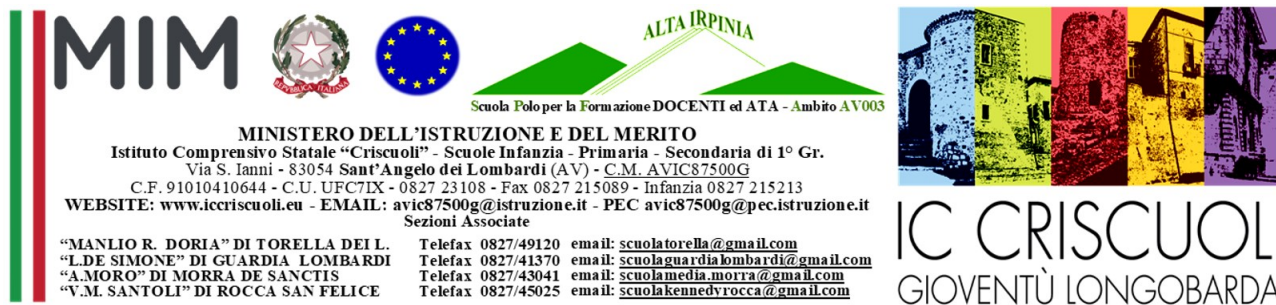 MIM
REPVBBLICA ITALIANA
ALTA IRPINIA
Scuola Polo per la Formazione DOCENTI ed ATA - Ambito AV003
MINISTERO DELL’ISTRUZIONE E DEL MERITO
Istituto Comprensivo Statale “Criscuoli” - Scuole Infanzia - Primaria - Secondaria di 1° Gr.
Via S. Ianni - 83054 Sant’Angelo dei Lombardi (AV) - C.M. AVIC87500G
C.F. 91010410644 - C.U. UFC7IX - 0827 23108 - Fax 0827 215089 - Infanzia 0827 215213
WEBSITE: www.iccriscuoli.eu - EMAIL: avic87500g@istruzione.it - PEC avic87500g@pec.istruzione.it
Sezioni Associate
“MANLIO R. DORIA” DI TORELLA DEI L. Telefax 0827/49120 email: scuolatorella@gmail.com
“L.DE SIMONE” DI GUARDIA LOMBARDI Telefax 0827/41370 email: scuolaguardialombardi@gmail.com
“A.MORO” DI MORRA DE SANCTIS Telefax 0827/43041 email: scuolamedia.morra@gmail.com
“V.M. SANTOLI” DI ROCCA SAN FELICE Telefax 0827/45025 email: scuolakennedyrocca@gmail.com
IC CRISCUOL
GIOVENTÙ LONGOBARDA